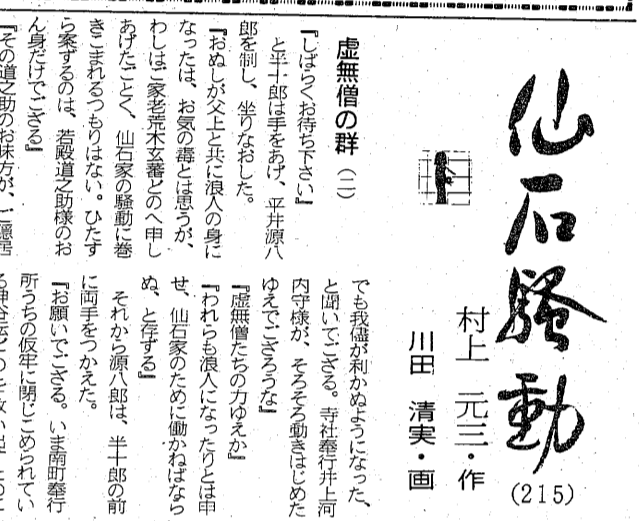 仙石騒動
(215)
村上 元三・作
川田 清実・画
虚無僧の群(二)
『しばらくお待ち下さい』
と平十郎は手をあげ、平井源八
郎を制し、坐りなおした。
『おぬしが父上と共に浪人の身に
なったは、お気の毒とは思うが、
わしはご家老荒木玄蕃どのへ申し
あげたごとく、仙石家の騒動に巻
きこまれるつもりはない。ひたす
ら案ずるのは、若殿道之助様のお
ん身だけでござる』
『その道之助のお味方が、ご隠居
でも我儘が利かぬようになった、
と聞いてござる。寺社奉行井上河
内守様が、そろそろ動きはじめた
ゆえでござろうな』
『虚無僧たちの力ゆえか』
『われらも浪人になったりとは申
せ、仙石家のために働かねばなら
ぬ、と存ずる』
それから源八郎は、半十郎の前
に両手をつかえた。
『お願いでござる。いま南町奉行
所うちの仮牢に閉じこめられてい